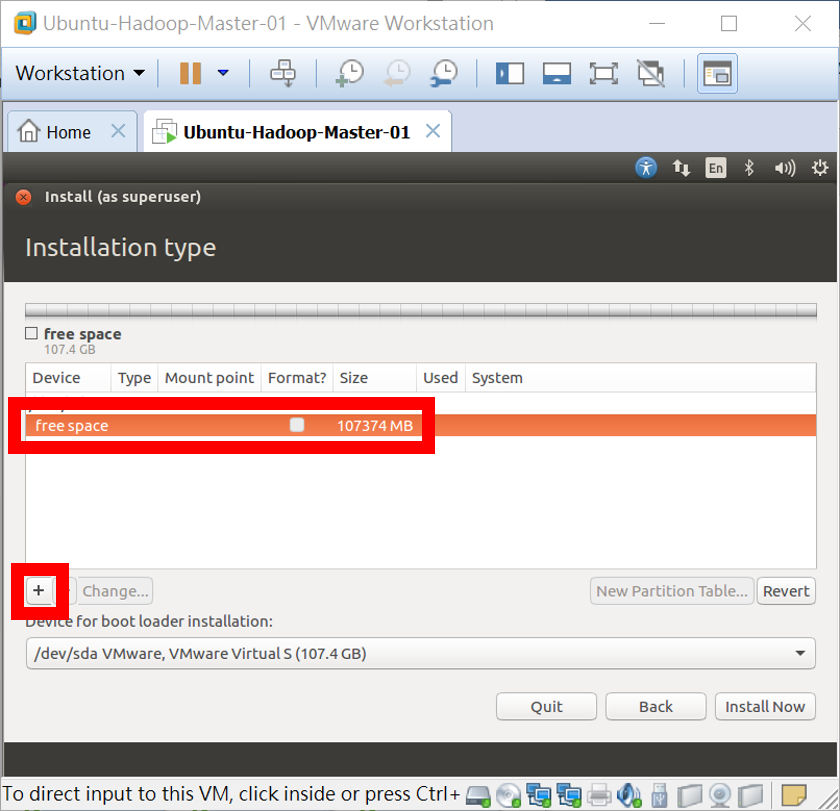 Ubuntu-Hadoop-Master-01 - VMware Workstation
Workstation
Home
Ubuntu-Hadoop-Master-01
En
Install (as superuser)
Installation type
free space
107.4 GB
Device Type Mount point Format? Size Used System
free space 107374 MB
+ Change... New Partition Table... Revert
Device for boot loader installation:
/dev/sda VMware, VMware Virtual S (107.4 GB)
Quit Back Install Now
To direct input to this VM, click inside or press Ctrl+